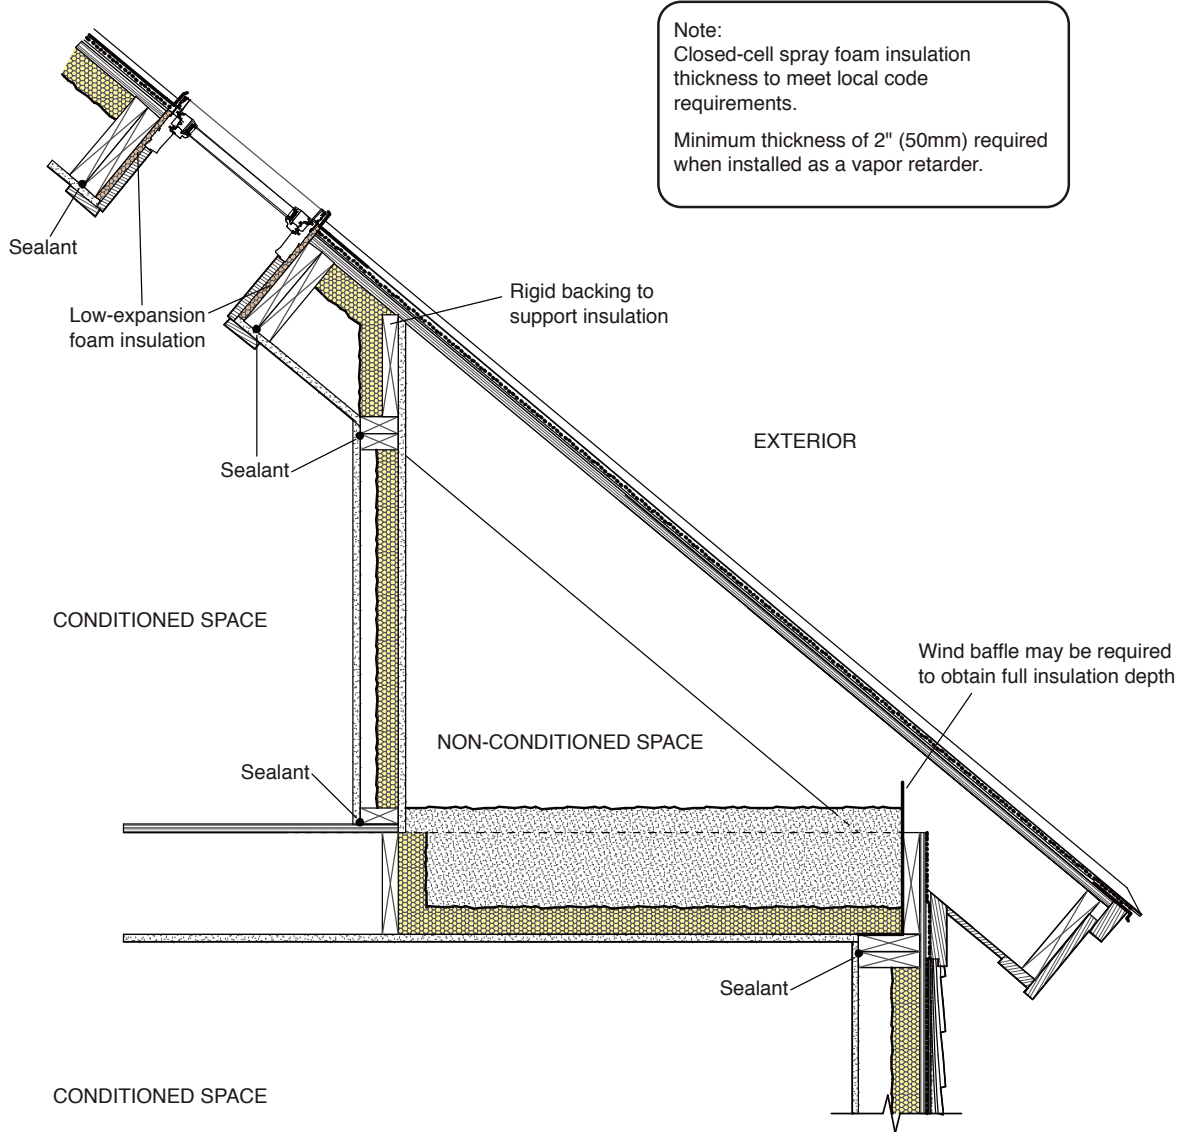 Note:
Closed-cell spray foam insulation
thickness to meet local code
requirements.
Minimum thickness of 2" (50mm) required
when installed as a vapor retarder.
Sealant
Low-expansion
foam insulation
Rigid backing to
support insulation
EXTERIOR
Sealant
CONDITIONED SPACE
Wind baffle may be required
to obtain full insulation depth
NON-CONDITIONED SPACE
Sealant
Sealant
CONDITIONED SPACE